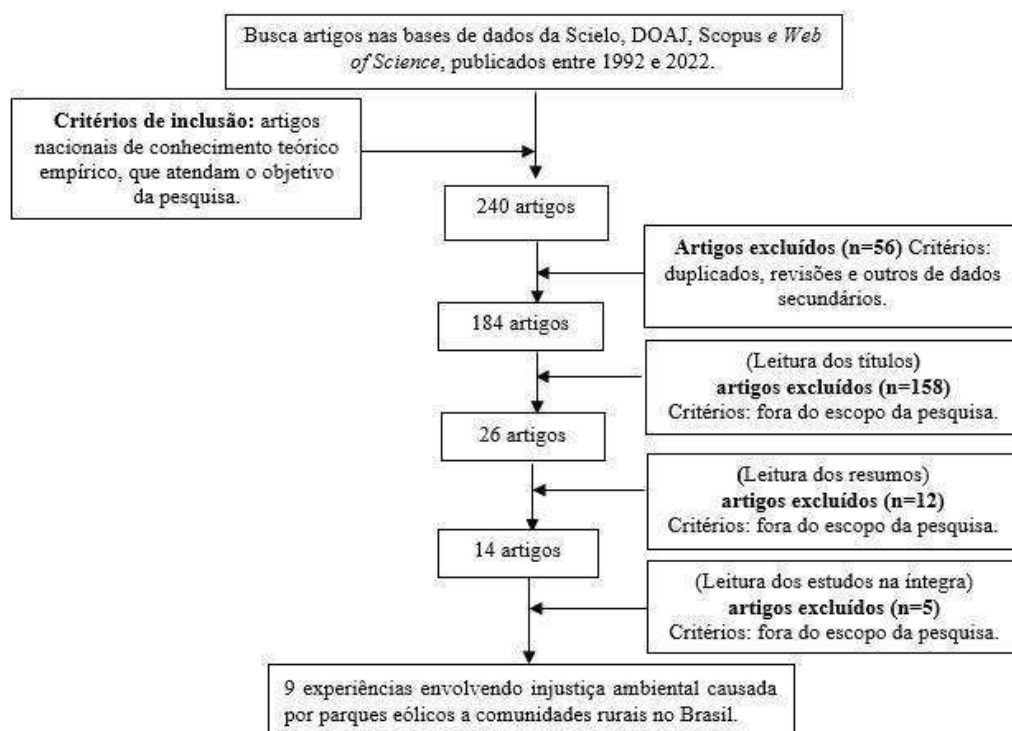 Busca artigos nas bases de dados da Scielo, DOAJ, Scopus e Web
of Science, publicados entre 1992 e 2022.
Critérios de inclusão: artigos
nacionais de conhecimento teórico
empírico, que atendam o objetivo
da pesquisa.
240 artigos
Artigos excluídos (n=56) Critérios:
duplicados, revisões e outros de dados
secundários.
184 artigos
(Leitura dos títulos)
artigos excluídos (n=158)
Critérios: fora do escopo da pesquisa.
26 artigos
(Leitura dos resumos)
artigos excluídos (n=12)
Critérios: fora do escopo da pesquisa.
14 artigos
(Leitura dos estudos na íntegra)
artigos excluídos (n=5)
Critérios: fora do escopo da pesquisa.
9 experiências envolvendo injustiça ambiental causada
por parques eólicos a comunidades rurais no Brasil.